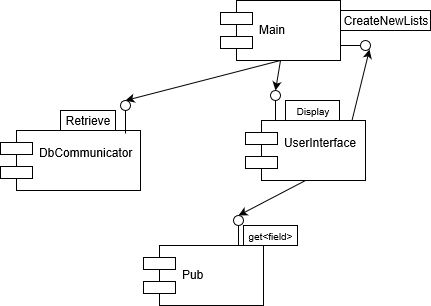 CreateNewLists
Main
Retrieve
Display
DbCommunicator
UserInterface
get<field>
Pub